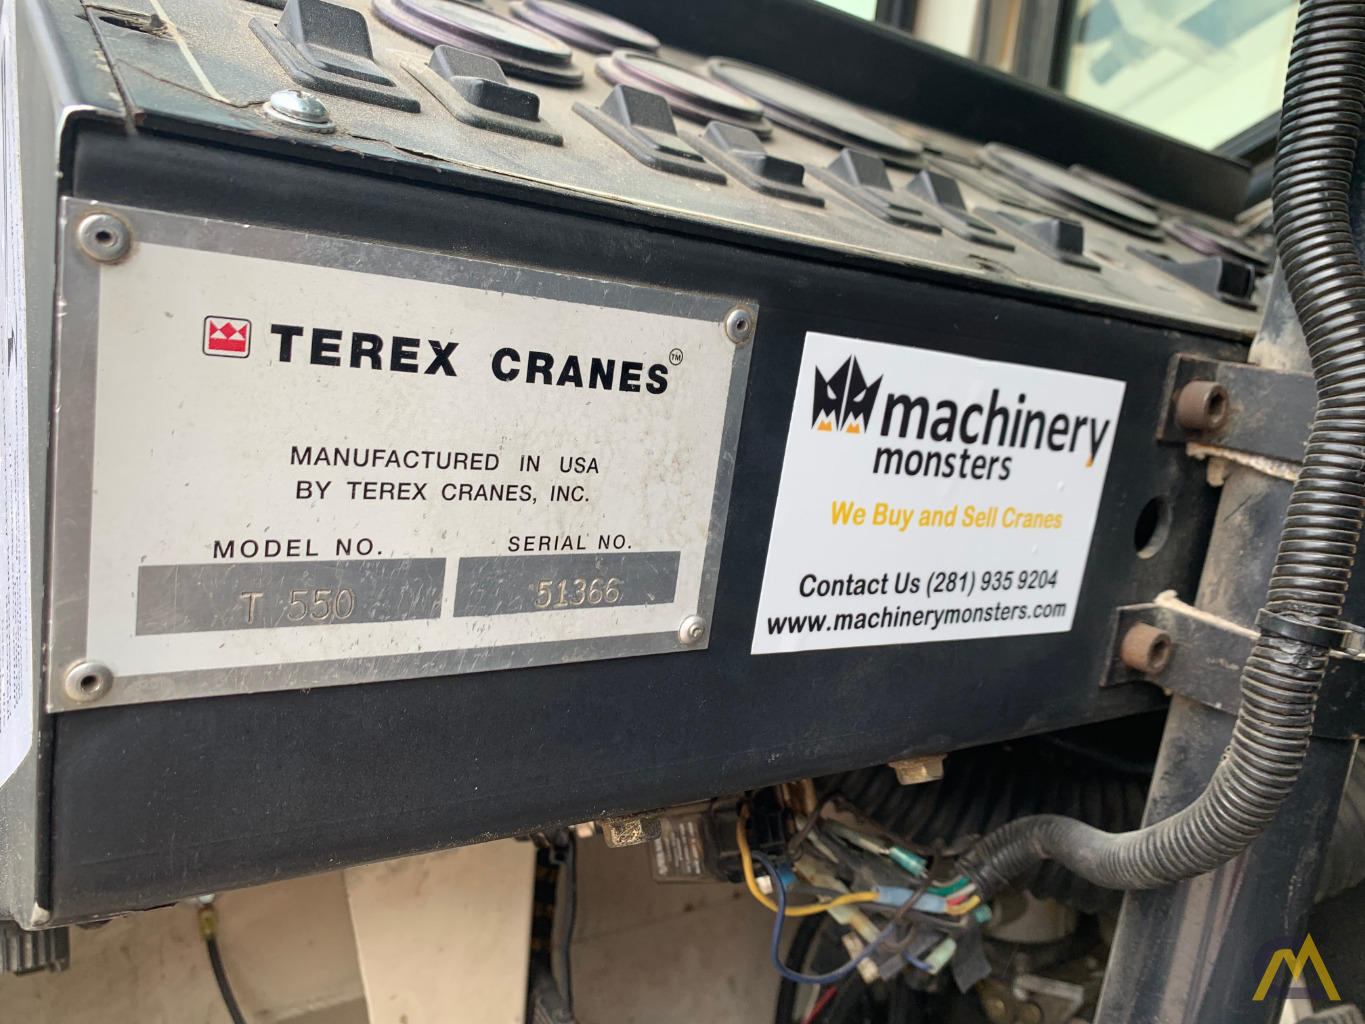 TEREX CRANES™
MANUFACTURED IN USA
BY TEREX CRANES, INC.
MODEL NO. SERIAL NO.
T 550 51366
machinery
monsters
We Buy and Sell Cranes
Contact Us (281) 935 9204
www.machinerymonsters.com